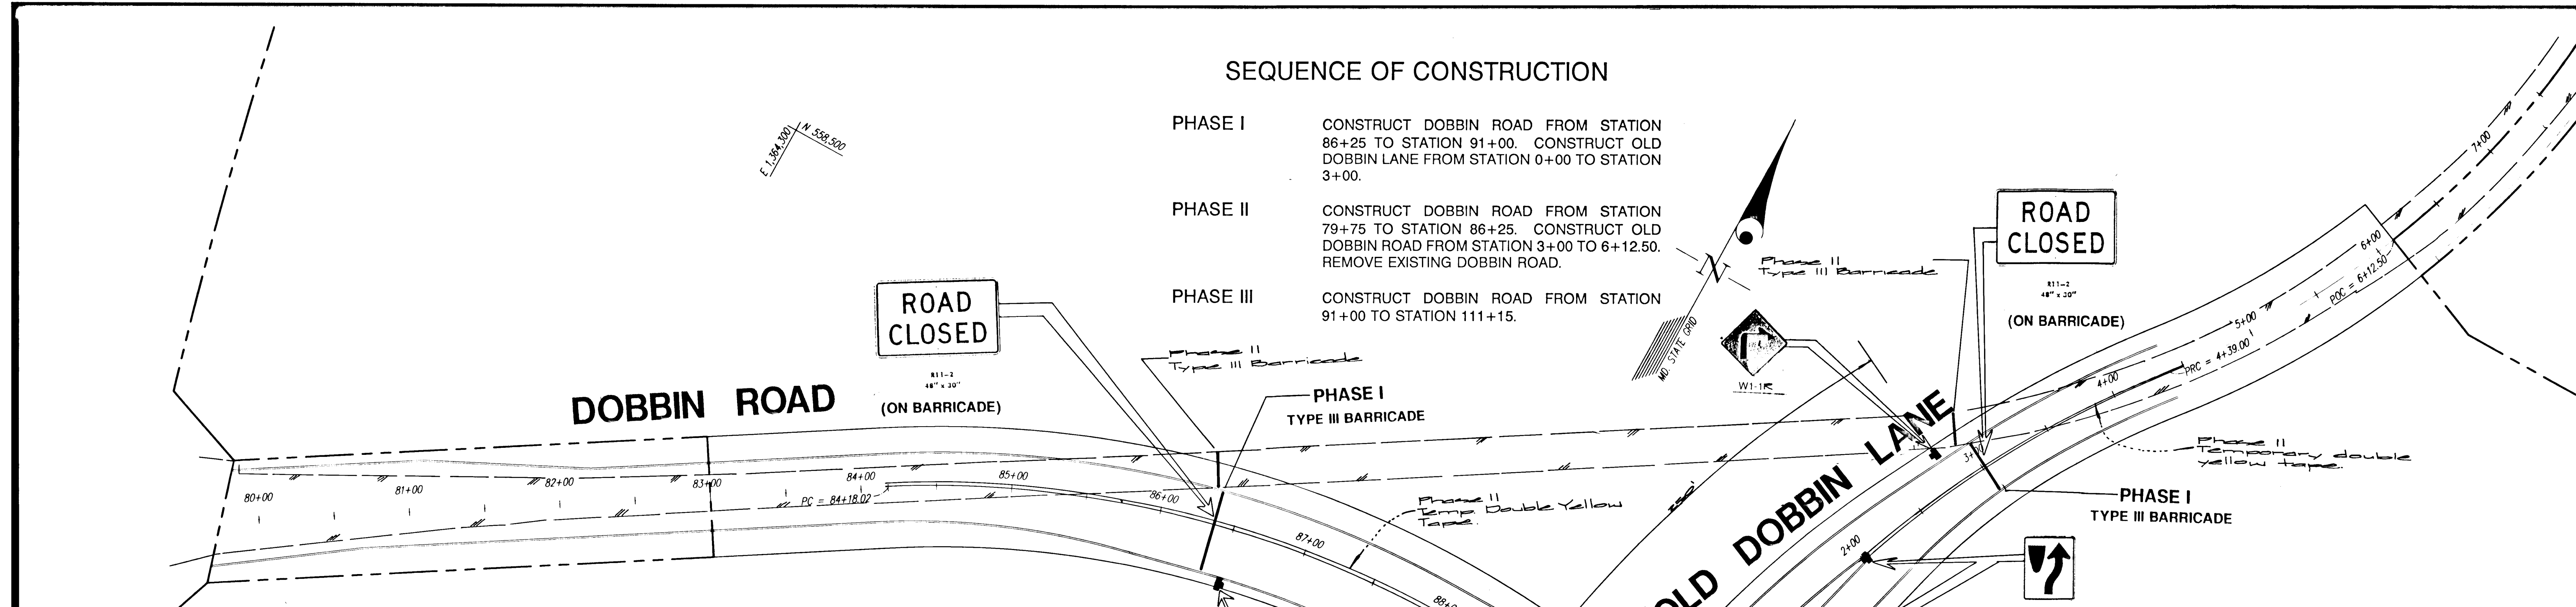 SEQUENCE OF CONSTRUCTION
PHASE I
CONSTRUCT DOBBIN ROAD FROM STATION
86+25 TO STATION 91+00. CONSTRUCT OLD
DOBBIN LANE FROM STATION 0+00 TO STATION
3+00.
PHASE II
CONSTRUCT DOBBIN ROAD FROM STATION
79+75 TO STATION 86+25. CONSTRUCT OLD
DOBBIN ROAD FROM STATION 3+00 TO 6+12.50.
REMOVE EXISTING DOBBIN ROAD.
PHASE III
CONSTRUCT DOBBIN ROAD FROM STATION
91+00 TO STATION 111+15.
E 1,364,300
N 558,500
N
MD. STATE GRID
ROAD
CLOSED
R11-2
48" x 30"
(ON BARRICADE)
Phase II
Type III Barricade
PHASE I
TYPE III BARRICADE
DOBBIN ROAD
80+00
81+00
82+00
83+00
84+00
PC = 84+18.02
85+00
86+00
87+00
Phase II
Temp. Double Yellow
Tape.
W1-1R
Phase II
Type III Barricade
ROAD
CLOSED
R11-2
48" x 30"
(ON BARRICADE)
7+00
6+00
POC = 6+12.50
5+00
PRC = 4+39.00
4+00
Phase II
Temporary double
yellow tape.
PHASE I
TYPE III BARRICADE
2+00
OLD DOBBIN LANE